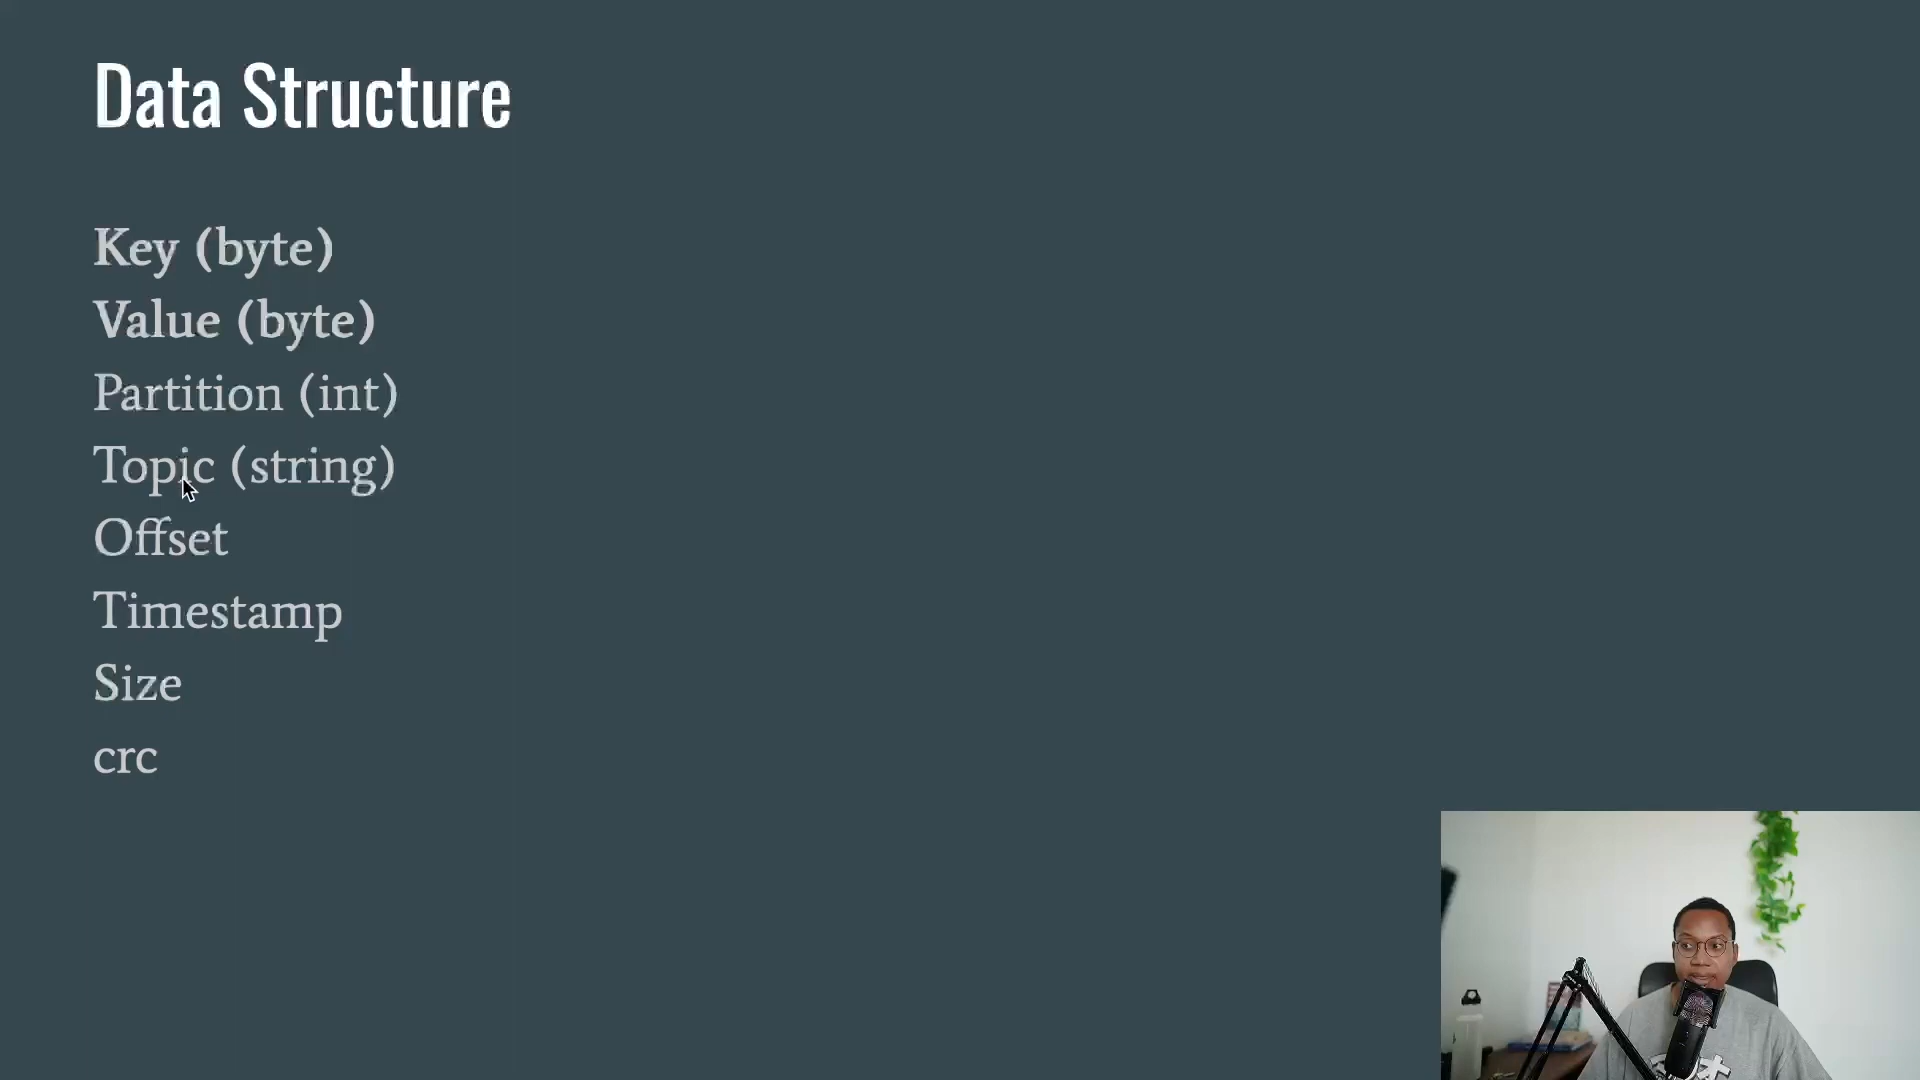 Data Structure
Key (byte)
Value (byte)
Partition (int)
Topic (string)
Offset
Timestamp
Size
crc